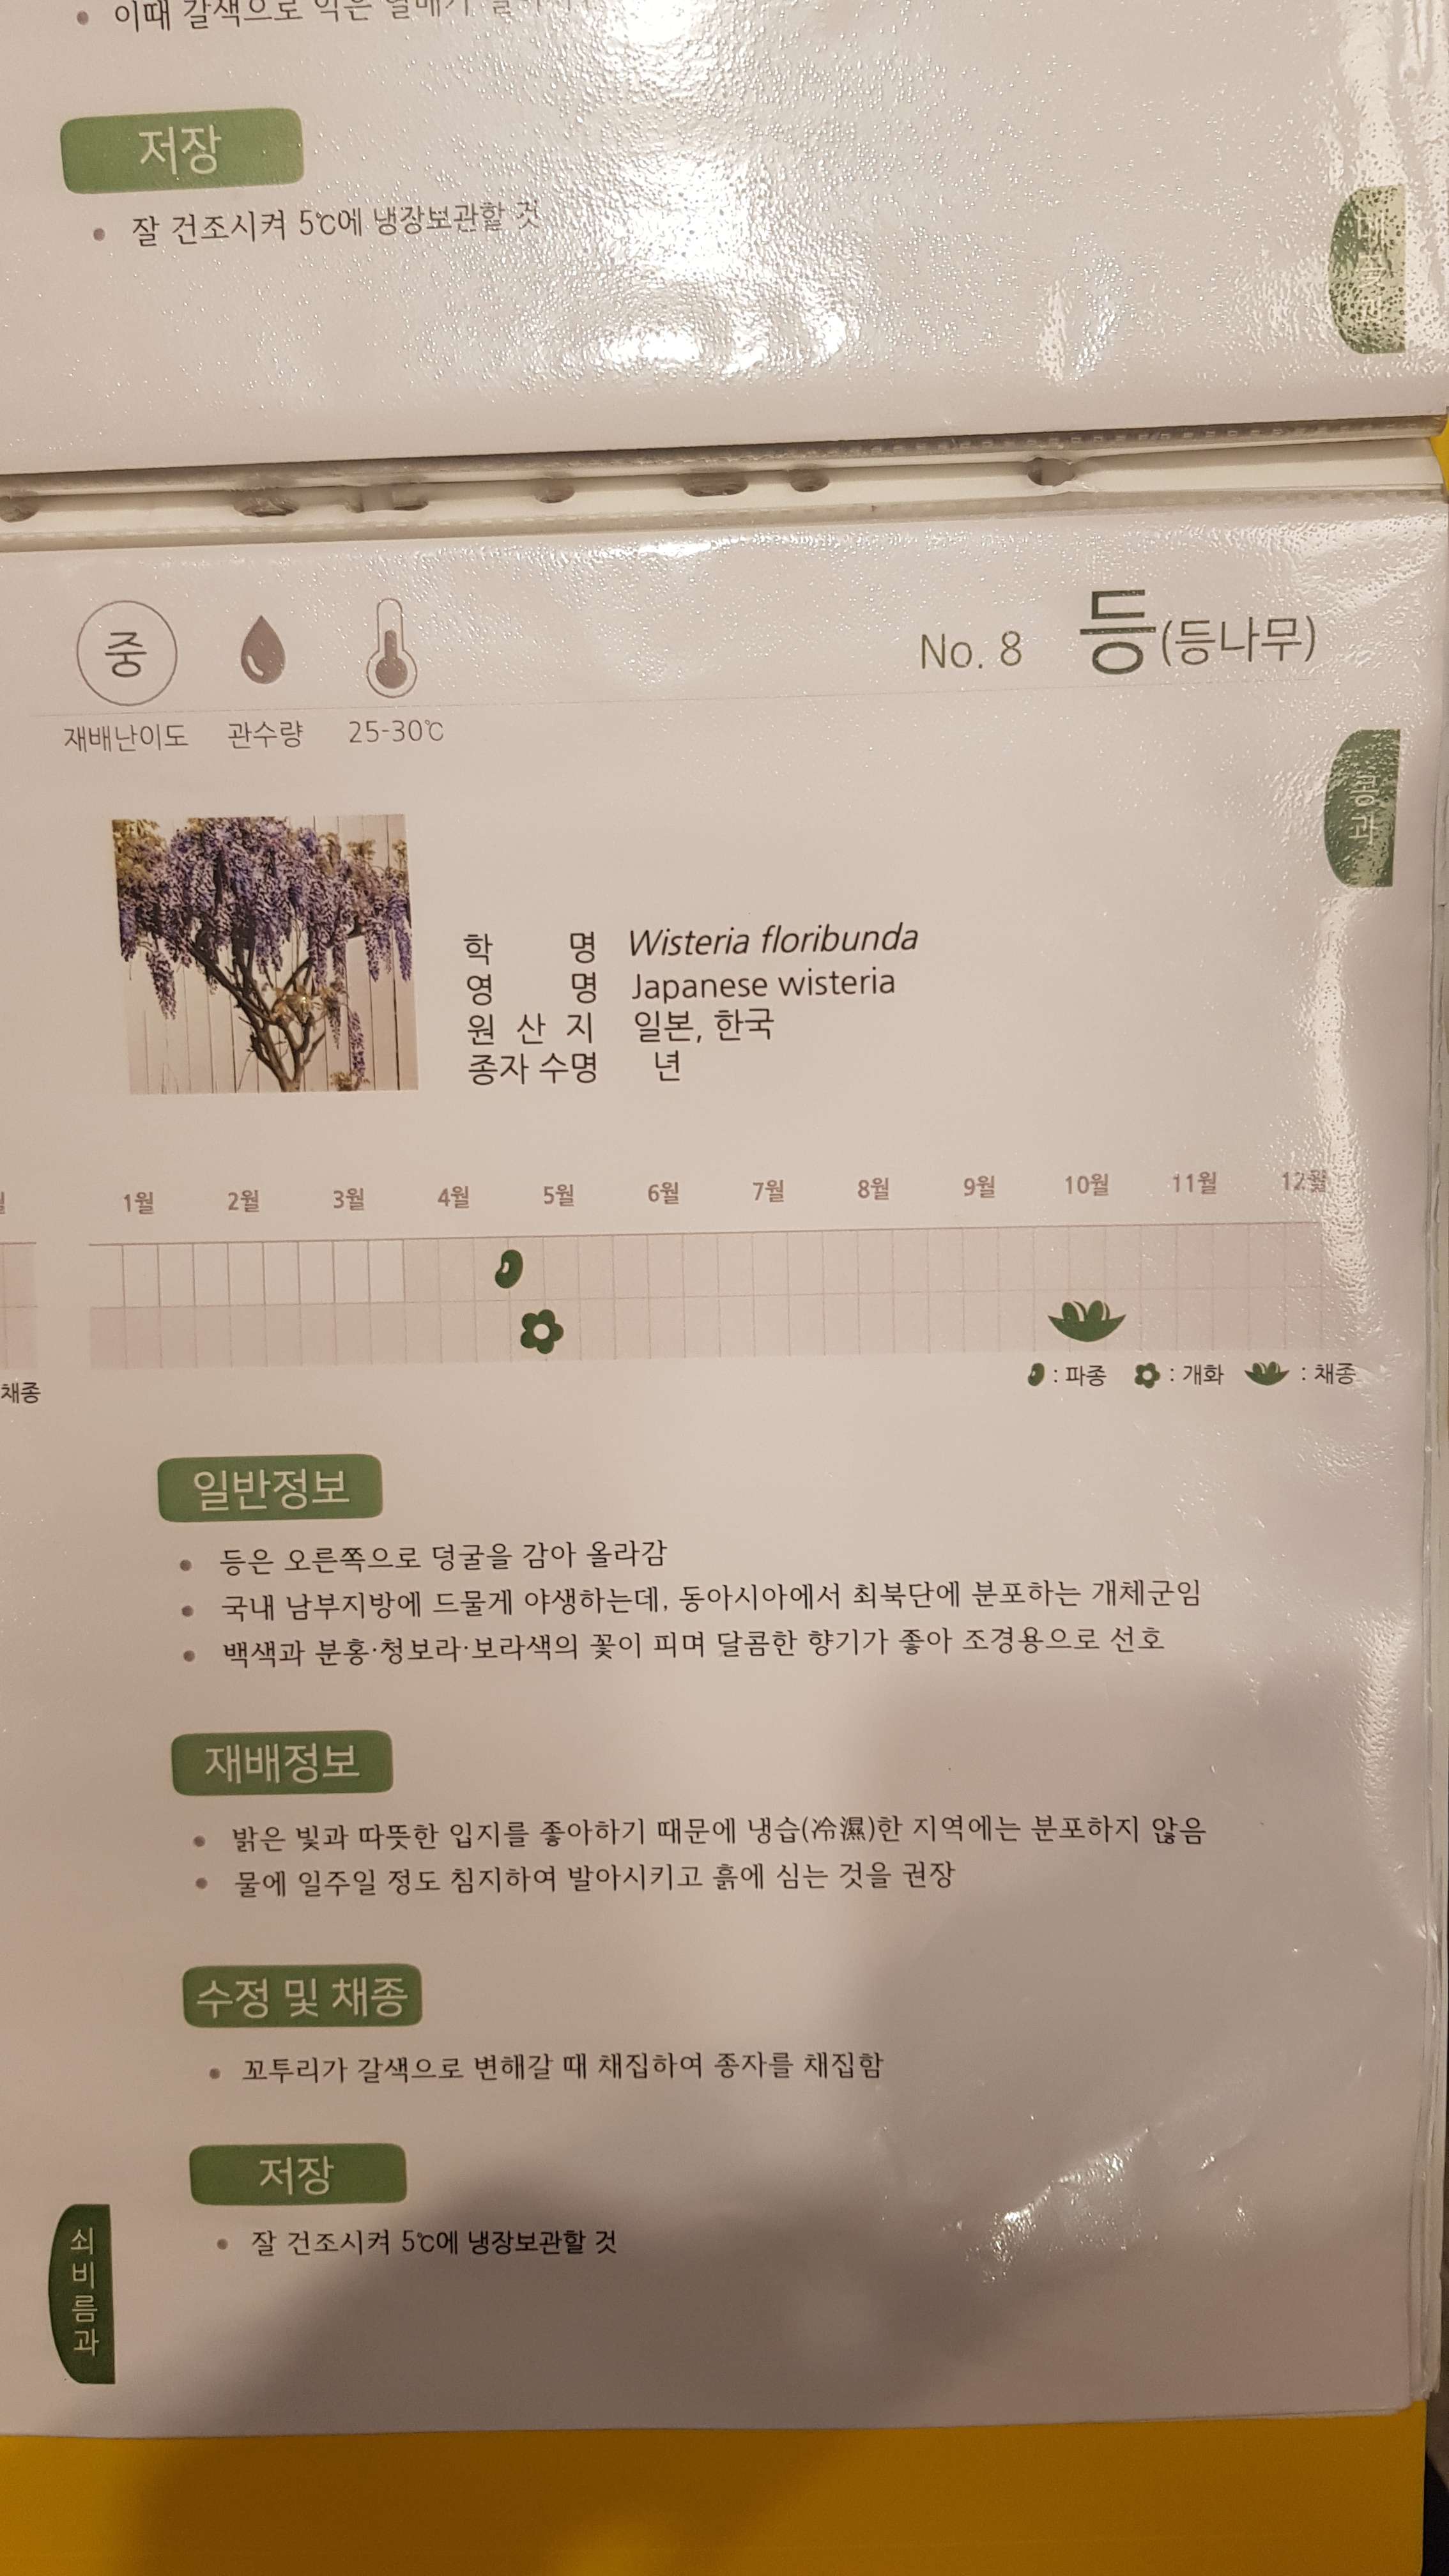 이때 갈색으로 익은 열매가
저장
잘 건조시켜 5℃에 냉장보관할 것
중
재배난이도 관수량 25-30℃
No. 8 등(등나무)
콩과
학 명 Wisteria floribunda
영 명 Japanese wisteria
원 산 지 일본, 한국
종자 수명 년
1월 2월 3월 4월 5월 6월 7월 8월 9월 10월 11월 12월
: 파종 : 개화 : 채종
채종
일반정보
등은 오른쪽으로 덩굴을 감아 올라감
국내 남부지방에 드물게 야생하는데, 동아시아에서 최북단에 분포하는 개체군임
백색과 분홍·청보라·보라색의 꽃이 피며 달콤한 향기가 좋아 조경용으로 선호
재배정보
밝은 빛과 따뜻한 입지를 좋아하기 때문에 냉습(冷濕)한 지역에는 분포하지 않음
물에 일주일 정도 침지하여 발아시키고 흙에 심는 것을 권장
수정 및 채종
꼬투리가 갈색으로 변해갈 때 채집하여 종자를 채집함
저장
잘 건조시켜 5℃에 냉장보관할 것
쇠비름과